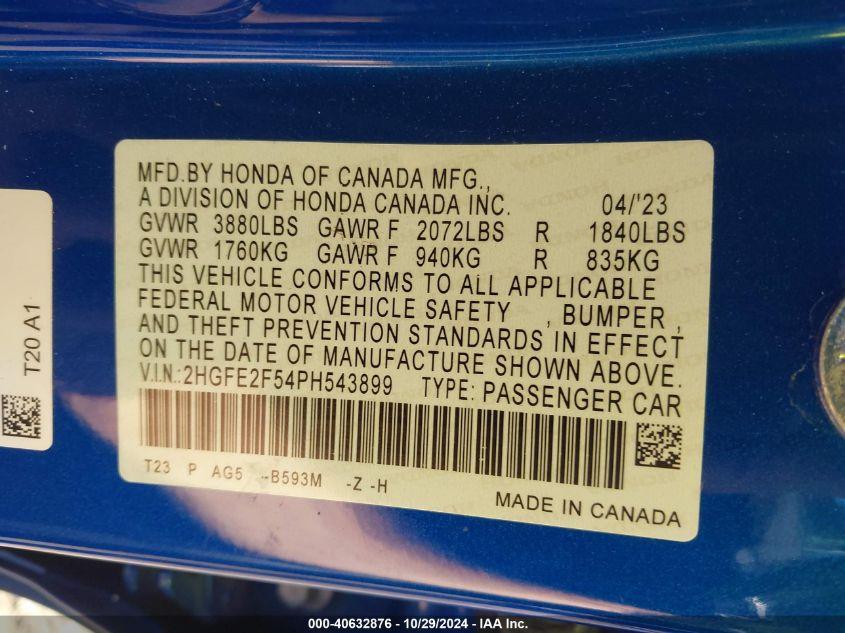 MFD.BY HONDA OF CANADA MFG.,
A DIVISION OF HONDA CANADA INC. 04/'23
GVWR 3880LBS GAWR F 2072LBS R 1840LBS
GVWR 1760KG GAWR F 940KG R 835KG
THIS VEHICLE CONFORMS TO ALL APPLICABLE
FEDERAL MOTOR VEHICLE SAFETY , BUMPER ,
AND THEFT PREVENTION STANDARDS IN EFFECT
ON THE DATE OF MANUFACTURE SHOWN ABOVE.
V.I.N.:2HGFE2F54PH543899 TYPE: PASSENGER CAR
T23 P AG5 -B593M -Z -H
MADE IN CANADA
T20 A1
000-40632876 - 10/29/2024 - IAA Inc.